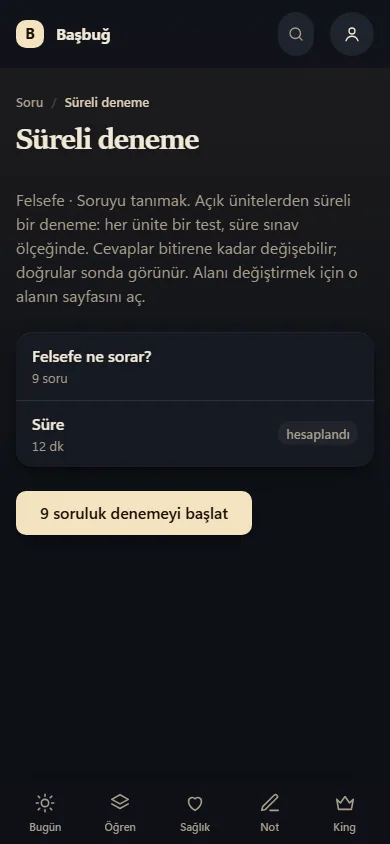 B Başbuğ
Soru / Süreli deneme
Süreli deneme
Felsefe · Soruyu tanımak. Açık ünitelerden süreli
bir deneme: her ünite bir test, süre sınav
ölçeğinde. Cevaplar bitirene kadar değişebilir;
doğrular sonda görünür. Alanı değiştirmek için o
alanın sayfasını aç.
Felsefe ne sorar?
9 soru
Süre
12 dk
hesaplandı
9 soruluk denemeyi başlat
Bugün Öğren Sağlık Not King